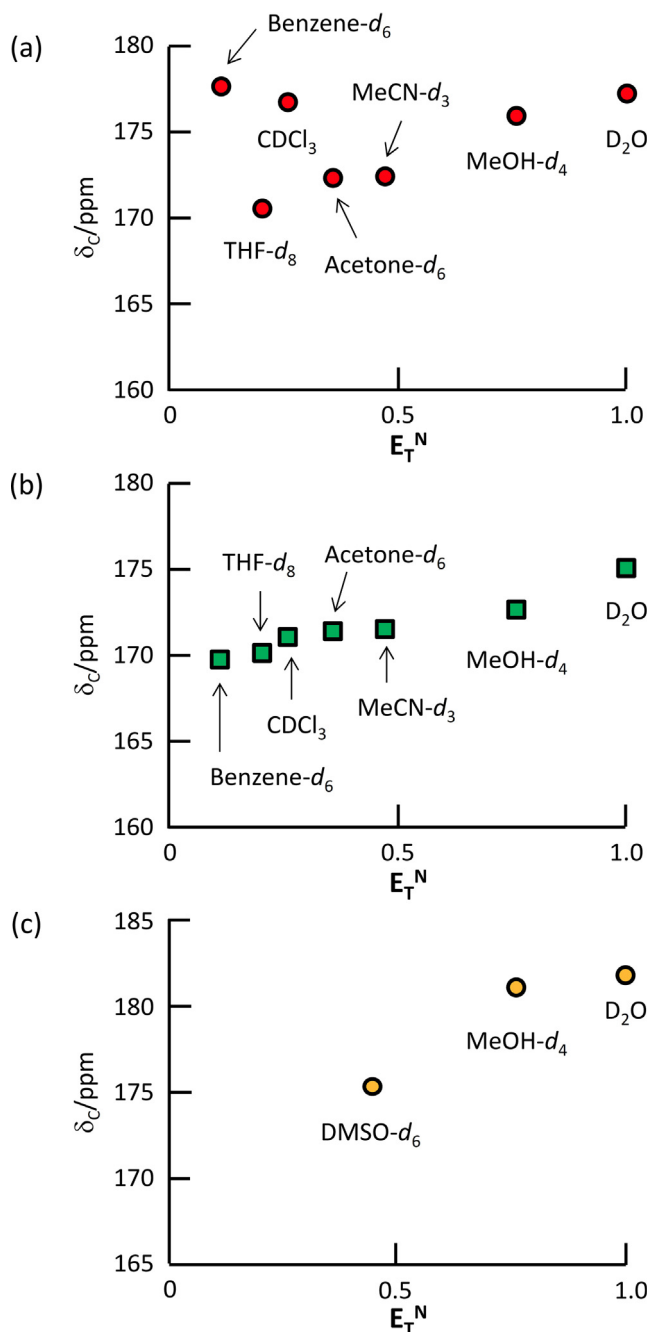 (a)
Benzene-d6
180
MeCN-d3
175
CDCl3
MeOH-d4
D2O
170
THF-d8
Acetone-d6
δC/ppm
165
160
0
0.5
1.0
ETN
(b)
180
THF-d8
Acetone-d6
175
D2O
170
MeOH-d4
CDCl3
MeCN-d3
δC/ppm
165
Benzene-d6
160
0
0.5
1.0
ETN
(c)
185
180
D2O
MeOH-d4
175
DMSO-d6
δC/ppm
170
165
0
0.5
1.0
ETN